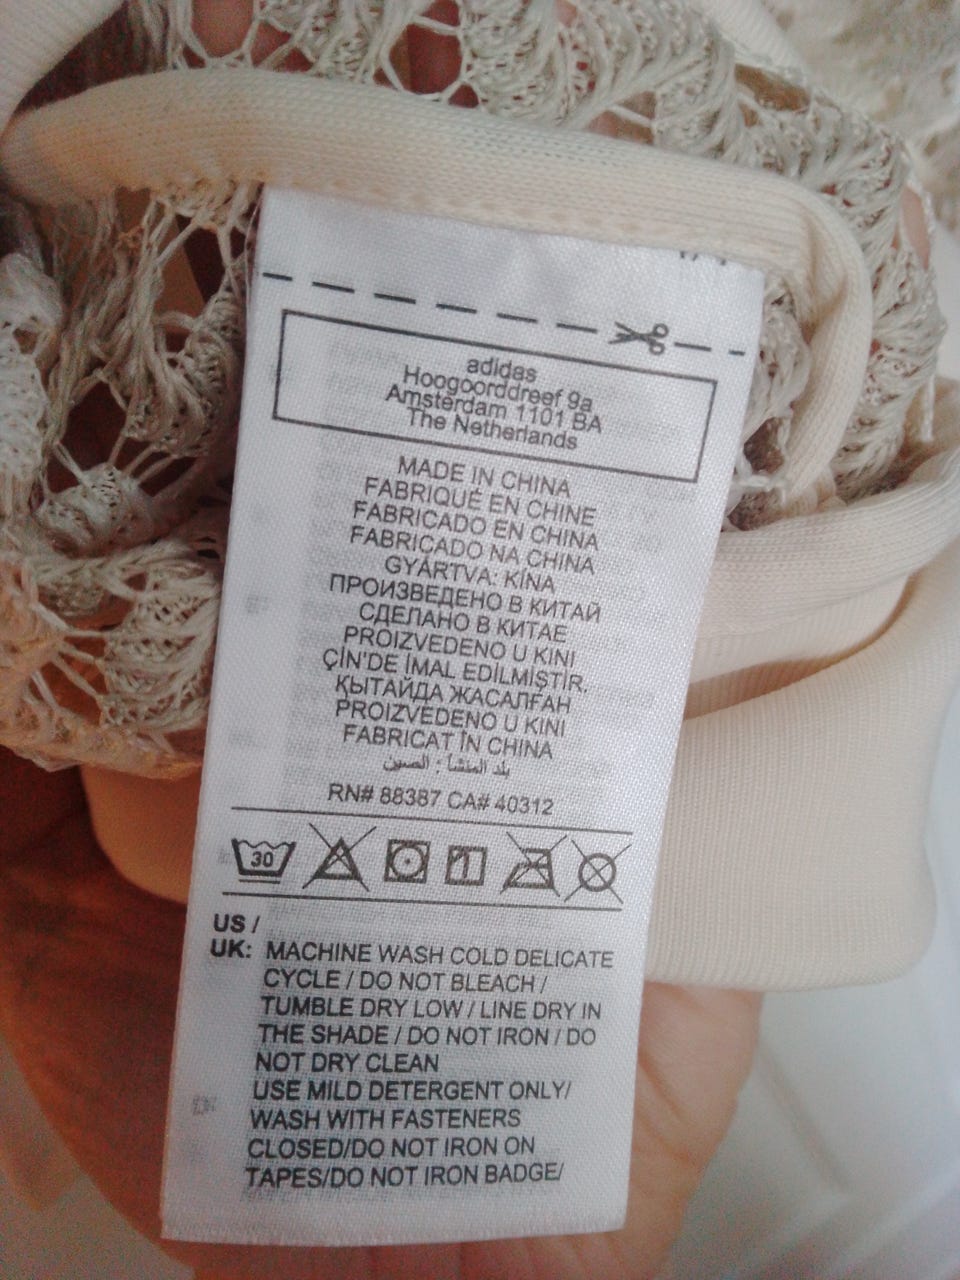 adidas
Hoogoorddreef 9a
Amsterdam 1101 BA
The Netherlands
MADE IN CHINA
FABRIQUÉ EN CHINE
FABRICADO EN CHINA
FABRICADO NA CHINA
GYÁRTVA: KÍNA
ПРОИЗВЕДЕНО В КИТАЙ
СДЕЛАНО В КИТАЕ
PROIZVEDENO U KINI
ÇİN'DE İMAL EDİLMİŞTİR.
ҚЫТАЙДА ЖАСАЛҒАН
PROIZVEDENO U KINI
FABRICAT ÎN CHINA
بلد المنشأ : الصين
RN# 88387 CA# 40312
30
US /
UK: MACHINE WASH COLD DELICATE
CYCLE / DO NOT BLEACH /
TUMBLE DRY LOW / LINE DRY IN
THE SHADE / DO NOT IRON / DO
NOT DRY CLEAN
USE MILD DETERGENT ONLY/
WASH WITH FASTENERS
CLOSED/DO NOT IRON ON
TAPES/DO NOT IRON BADGE/